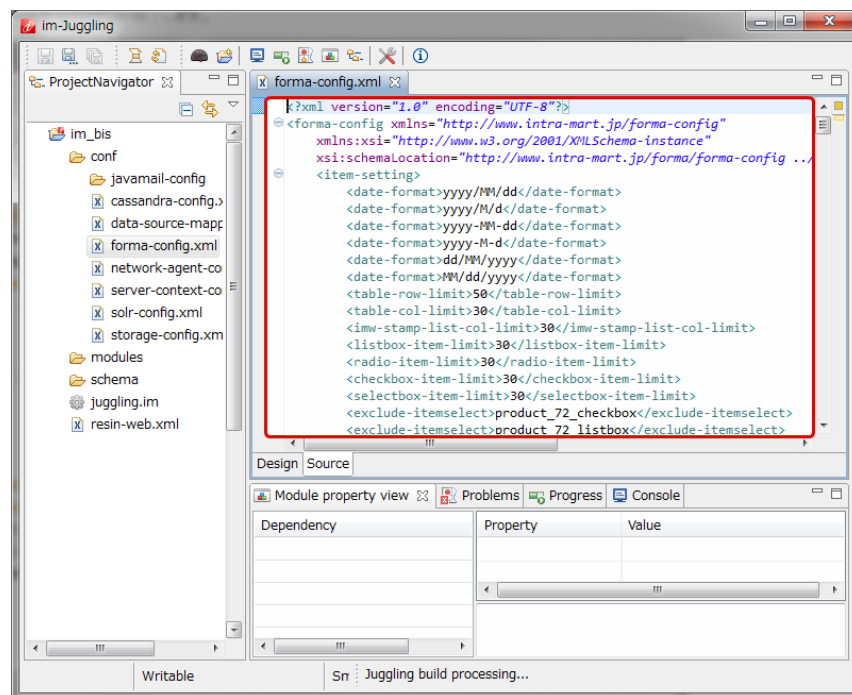 im-Juggling
ProjectNavigator
im_bis
conf
javamail-config
cassandra-config.x
data-source-mapp
forma-config.xml
network-agent-co
server-context-co
solr-config.xml
storage-config.xm
modules
schema
juggling.im
resin-web.xml
forma-config.xml
<?xml version="1.0" encoding="UTF-8"?>
<forma-config xmlns="http://www.intra-mart.jp/forma-config"
xmlns:xsi="http://www.w3.org/2001/XMLSchema-instance"
xsi:schemaLocation="http://www.intra-mart.jp/forma/forma-config ../
<item-setting>
<date-format>yyyy/MM/dd</date-format>
<date-format>yyyy/M/d</date-format>
<date-format>yyyy-MM-dd</date-format>
<date-format>yyyy-M-d</date-format>
<date-format>dd/MM/yyyy</date-format>
<date-format>MM/dd/yyyy</date-format>
<table-row-limit>50</table-row-limit>
<table-col-limit>30</table-col-limit>
<imw-stamp-list-col-limit>30</imw-stamp-list-col-limit>
<listbox-item-limit>30</listbox-item-limit>
<radio-item-limit>30</radio-item-limit>
<checkbox-item-limit>30</checkbox-item-limit>
<selectbox-item-limit>30</selectbox-item-limit>
<exclude-itemselect>product_72_checkbox</exclude-itemselect>
<exclude-itemselect>product_72_listbox</exclude-itemselect>
Design Source
Module property view Problems Progress Console
Dependency
Property Value
Writable
Juggling build processing...